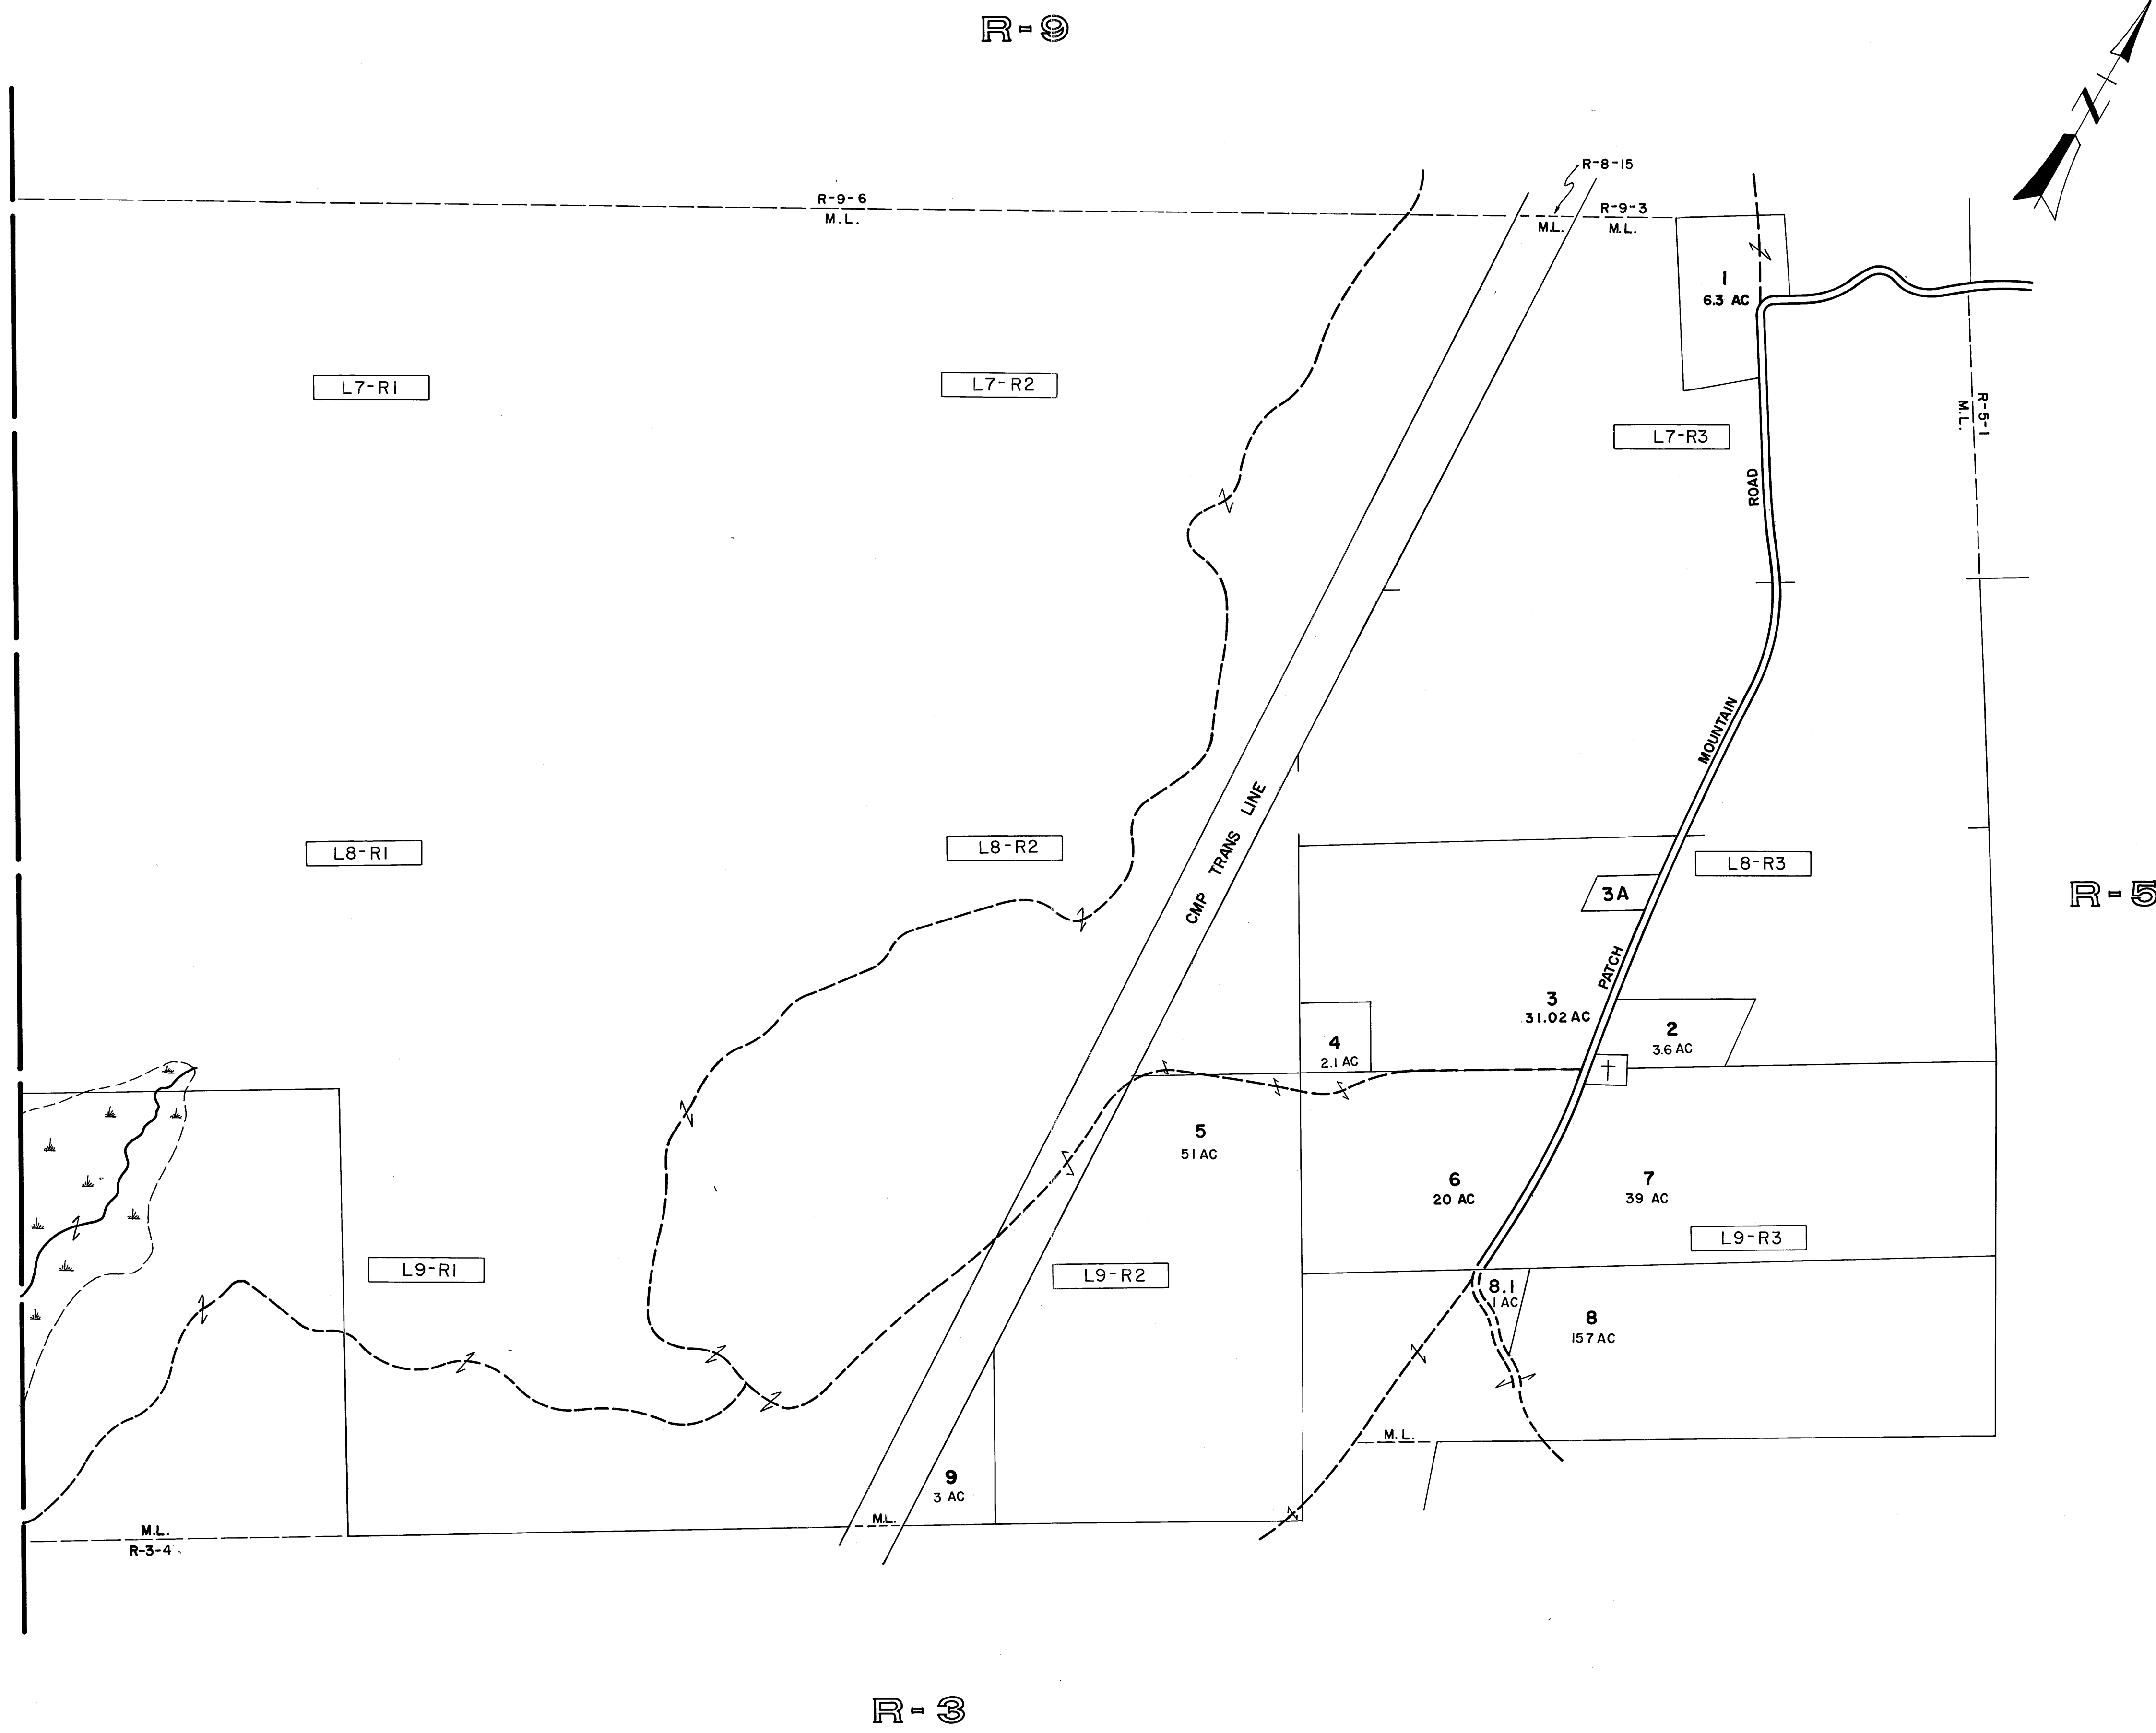 R-9
N
R-8-15
R-9-6
M.L.
R-9-3
M.L.
M.L.
1
6.3 AC
L7-R1
L7-R2
L7-R3
R-5-1
M.L.
ROAD
MOUNTAIN
PATCH
CMP TRANS LINE
L8-R1
L8-R2
L8-R3
3A
R-5
3
31.02 AC
2
3.6 AC
4
2.1 AC
5
51 AC
6
20 AC
7
39 AC
L9-R1
L9-R2
L9-R3
8.1
1 AC
8
157 AC
M.L.
9
3 AC
M.L.
M.L.
R-3-4
R-3